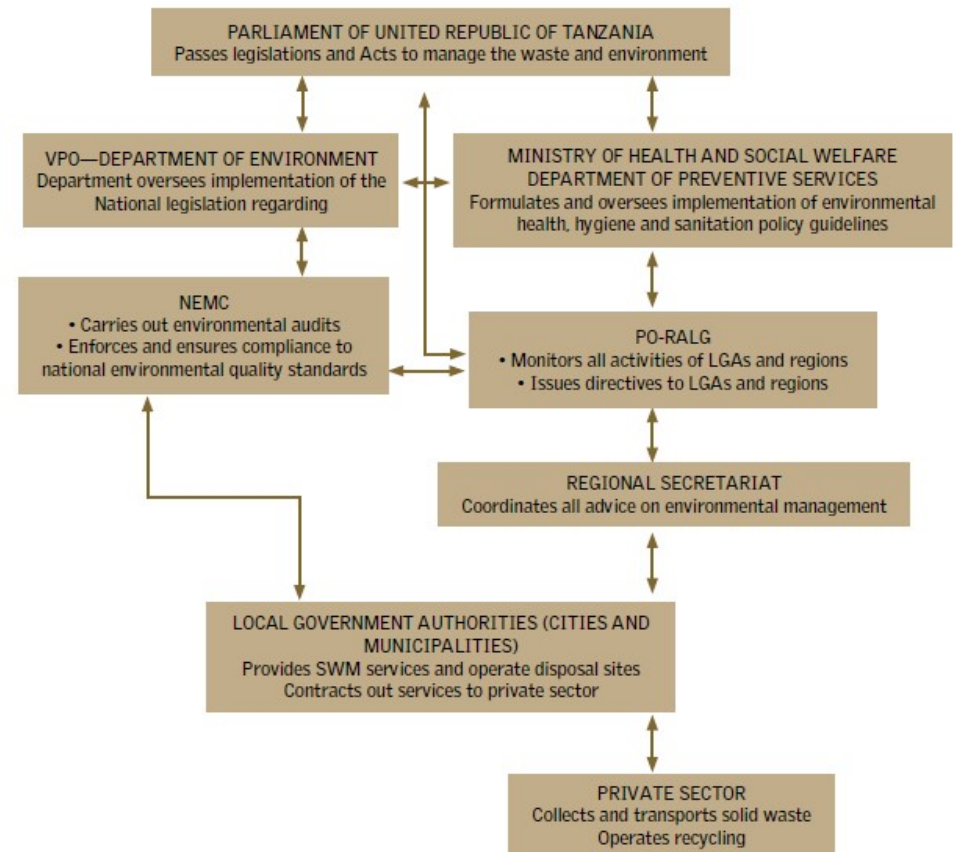 PARLIAMENT OF UNITED REPUBLIC OF TANZANIA
Passes legislations and Acts to manage the waste and environment
VPO—DEPARTMENT OF ENVIRONMENT
Department oversees implementation of the
National legislation regarding
MINISTRY OF HEALTH AND SOCIAL WELFARE
DEPARTMENT OF PREVENTIVE SERVICES
Formulates and oversees implementation of environmental
health, hygiene and sanitation policy guidelines
NEMC
• Carries out environmental audits
• Enforces and ensures compliance to
national environmental quality standards
PO-RALG
• Monitors all activities of LGAs and regions
• Issues directives to LGAs and regions
REGIONAL SECRETARIAT
Coordinates all advice on environmental management
LOCAL GOVERNMENT AUTHORITIES (CITIES AND
MUNICIPALITIES)
Provides SWM services and operate disposal sites
Contracts out services to private sector
PRIVATE SECTOR
Collects and transports solid waste
Operates recycling